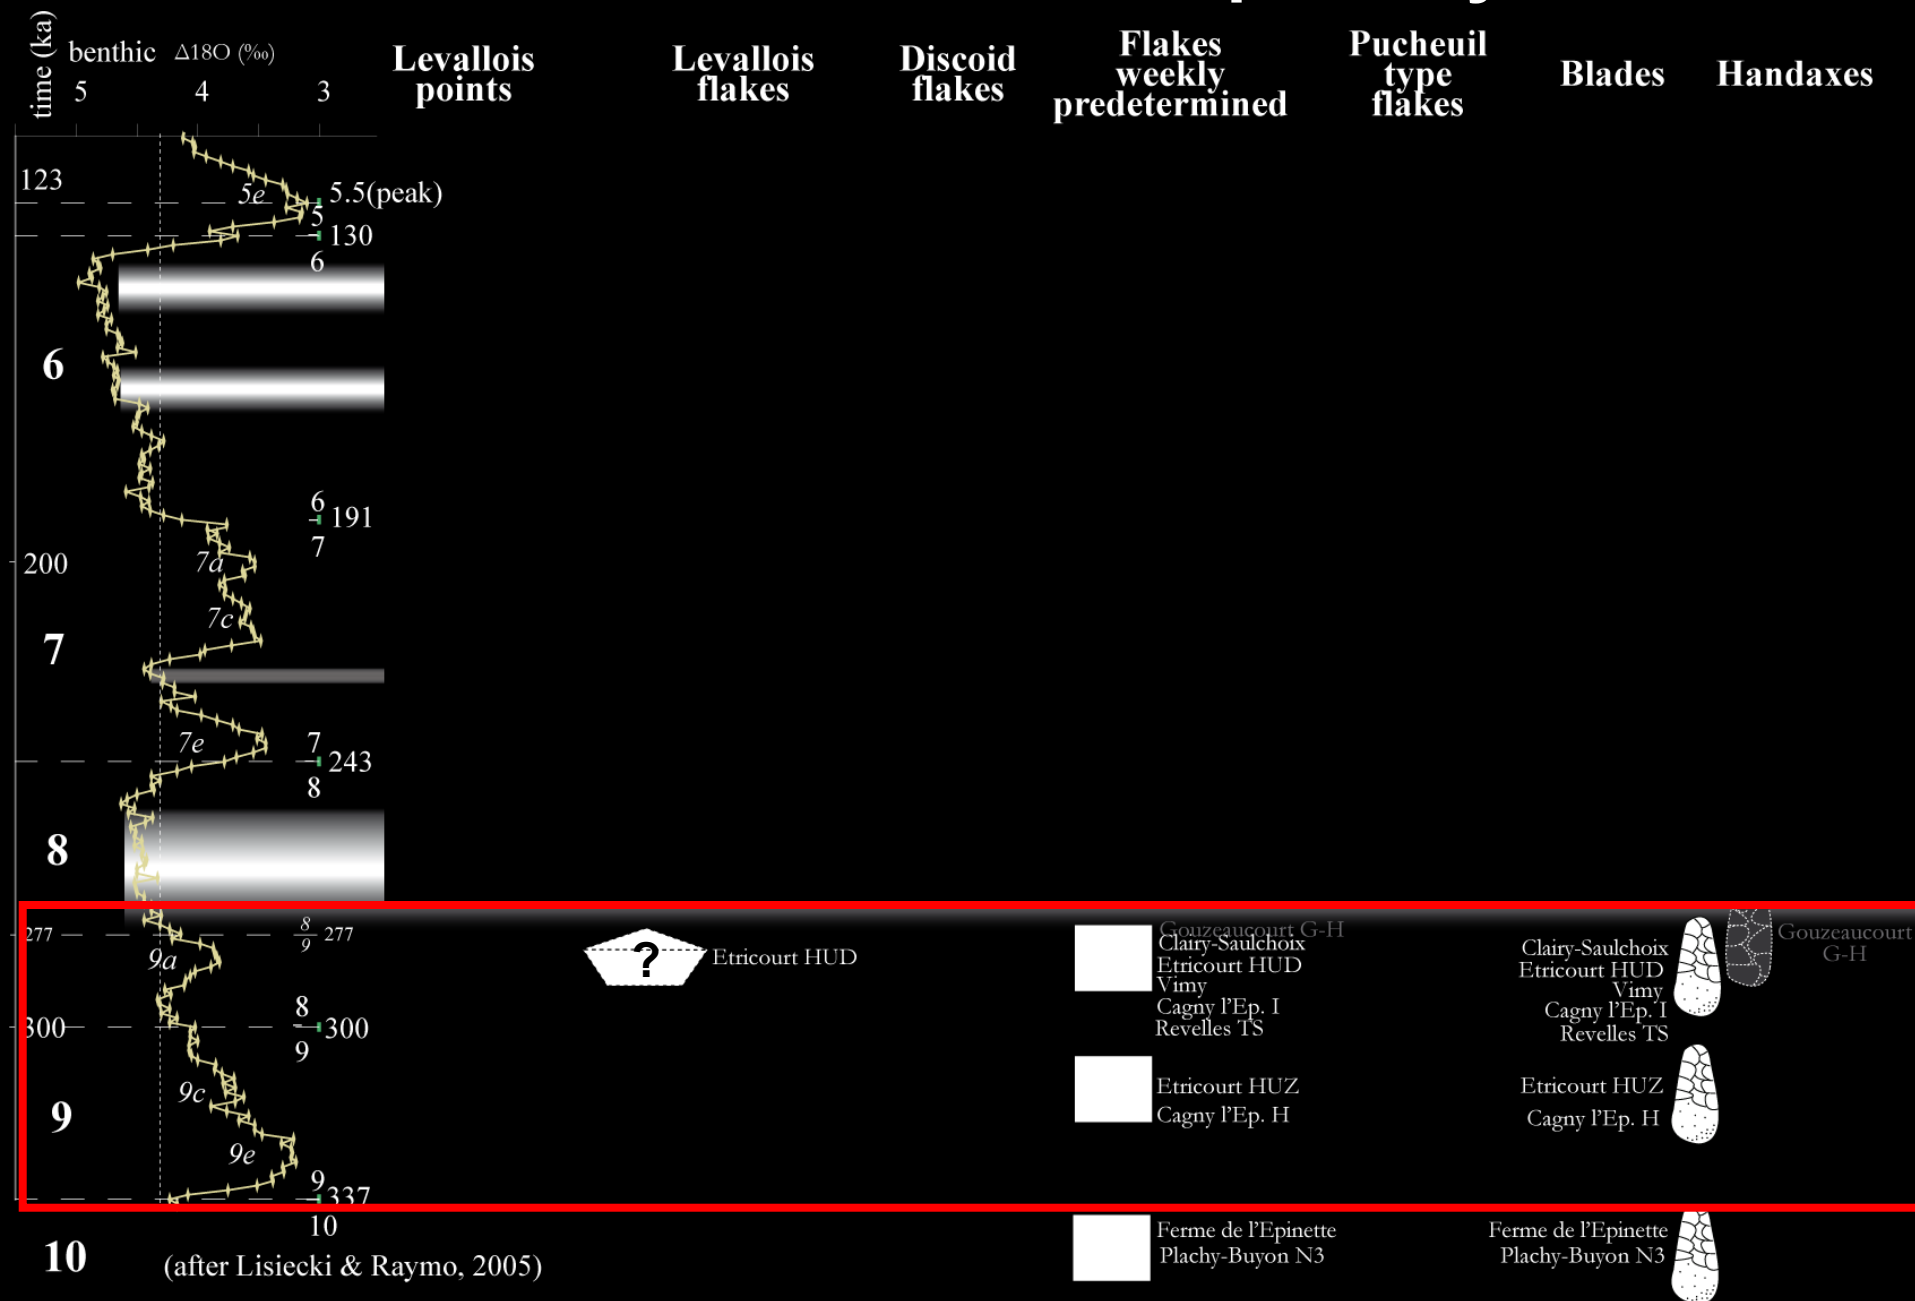 time (ka)
benthic Δ18O (‰)
5 4 3
Levallois
points
Levallois
flakes
Discoid
flakes
Flakes
weekly
predetermined
Pucheuil
type
flakes
Blades
Handaxes
123
5e
5.5(peak)
5
130
6
6
6
191
7
200
7a
7c
7
7e
7
243
8
8
277
8
9
277
9a
?
Etricourt HUD
Gouzeaucourt G-H
Clairy-Saulchoix
Etricourt HUD
Vimy
Cagny l'Ep. I
Revelles TS
Clairy-Saulchoix
Etricourt HUD
Vimy
Cagny l'Ep. I
Revelles TS
Gouzeaucourt
G-H
300
8
300
9
9c
9
9e
Etricourt HUZ
Cagny l'Ep. H
Etricourt HUZ
Cagny l'Ep. H
9
337
10
10
(after Lisiecki & Raymo, 2005)
Ferme de l'Epinette
Plachy-Buyon N3
Ferme de l'Epinette
Plachy-Buyon N3